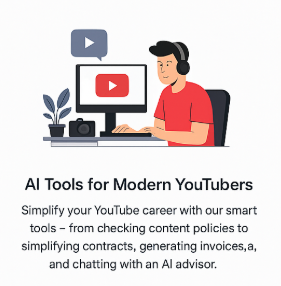 AI Tools for Modern YouTubers
Simplify your YouTube career with our smart
tools – from checking content policies to
simplifying contracts, generating invoices,a,
and chatting with an AI advisor.